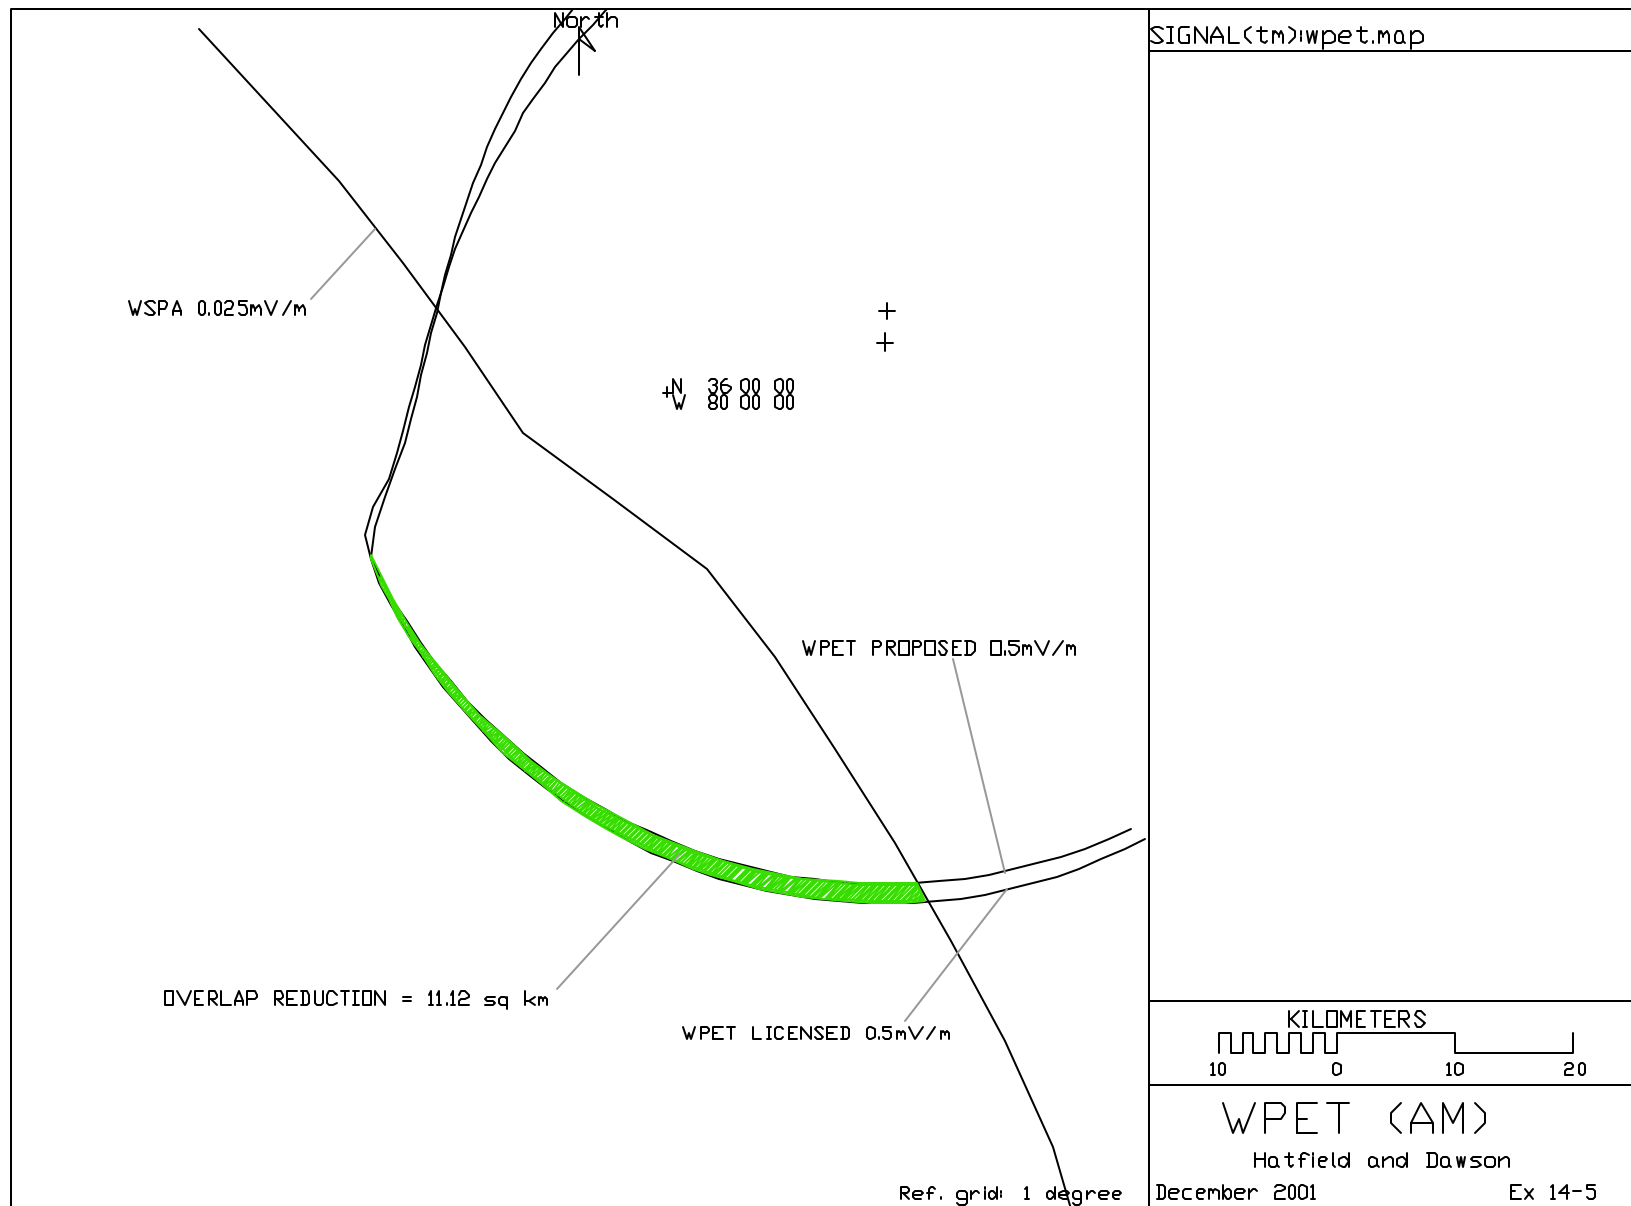 North
SIGNAL(tm):wpet.map
WSPA 0.025mV/m
N 36 00 00
W 80 00 00
WPET PROPOSED 0.5mV/m
OVERLAP REDUCTION = 11.12 sq km
WPET LICENSED 0.5mV/m
KILOMETERS
10 0 10 20
WPET (AM)
Hatfield and Dawson
Ref. grid: 1 degree
December 2001 Ex 14-5